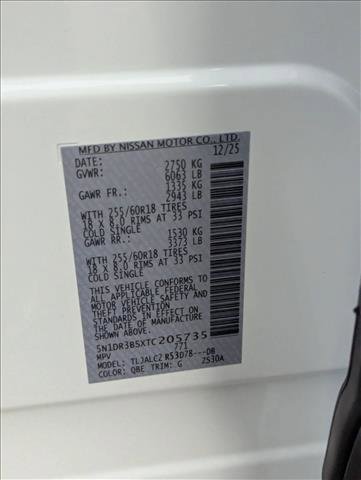 MFD BY NISSAN MOTOR CO., LTD.
DATE: 12/25
GVWR: 2750 KG
6063 LB
GAWR FR.: 1335 KG
2943 LB
WITH 255/60R18 TIRES
18 X 8.0 RIMS AT 33 PSI
COLD SINGLE
GAWR RR.: 1530 KG
3373 LB
WITH 255/60R18 TIRES
18 X 8.0 RIMS AT 33 PSI
COLD SINGLE
THIS VEHICLE CONFORMS TO ALL APPLICABLE FEDERAL
MOTOR VEHICLE SAFETY AND
THEFT PREVENTION
STANDARDS IN EFFECT ON
THE DATE OF MANUFACTURE
SHOWN ABOVE.
5N1DR3BSXTC205735
MPV 771
TLJALC2 R53D78---DB
COLOR: QBE TRIM: G ZS30A